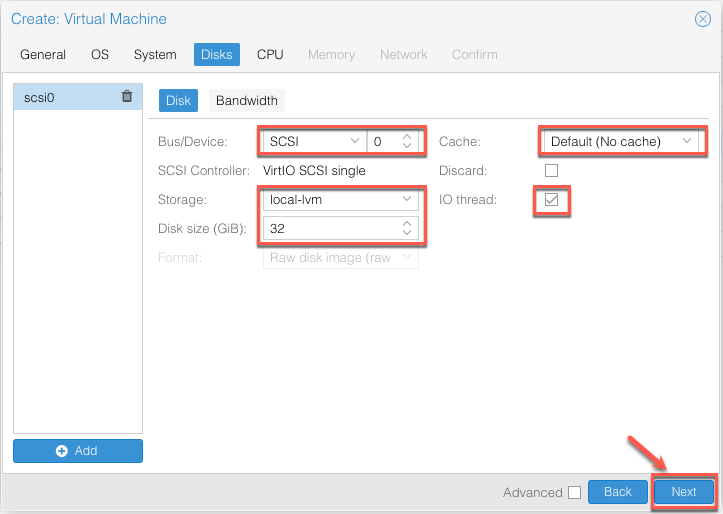 Create: Virtual Machine
General OS System Disks CPU Memory Network Confirm
scsi0
Disk Bandwidth
Bus/Device: SCSI 0 Cache: Default (No cache)
SCSI Controller: VirtIO SCSI single Discard:
Storage: local-lvm IO thread:
Disk size (GiB): 32
Format: Raw disk image (raw
Add
Advanced Back Next